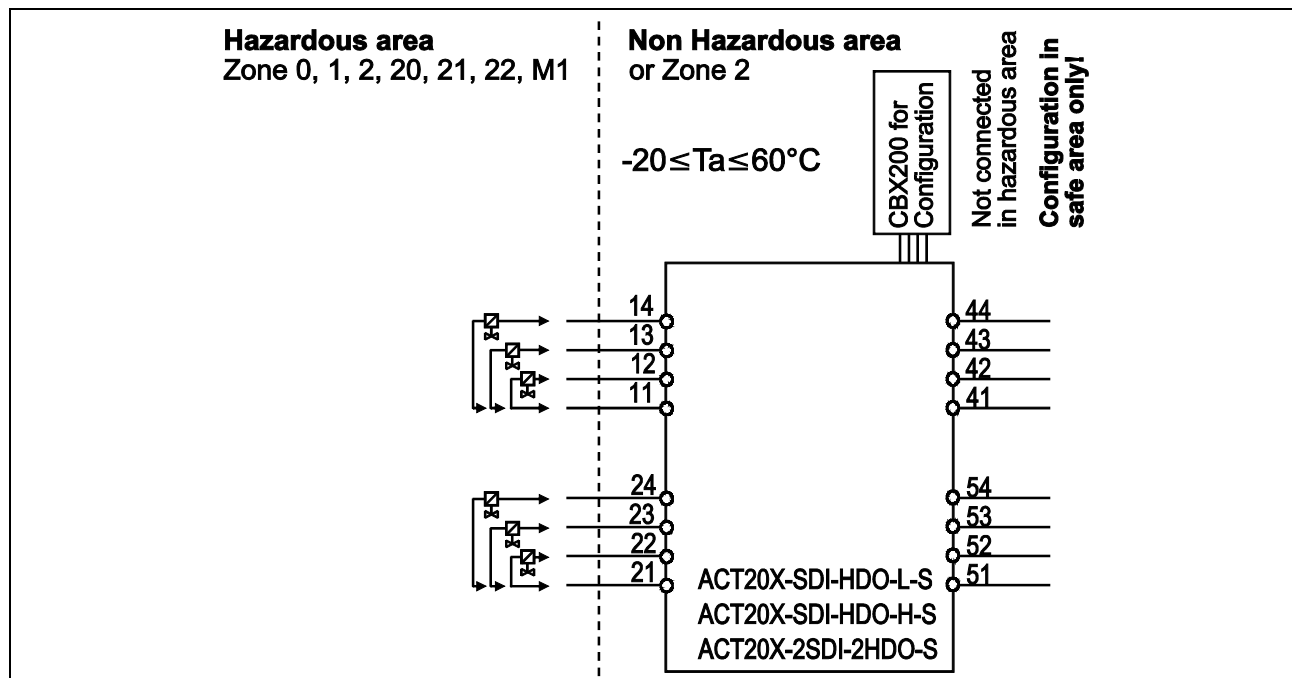 Hazardous area
Zone 0, 1, 2, 20, 21, 22, M1
Non Hazardous area
or Zone 2
-20≤Ta≤60°C
CBX200 for
Configuration
Not connected
in hazardous area
Configuration in
safe area only!
14
13
12
11
24
23
22
21
44
43
42
41
54
53
52
51
ACT20X-SDI-HDO-L-S
ACT20X-SDI-HDO-H-S
ACT20X-2SDI-2HDO-S